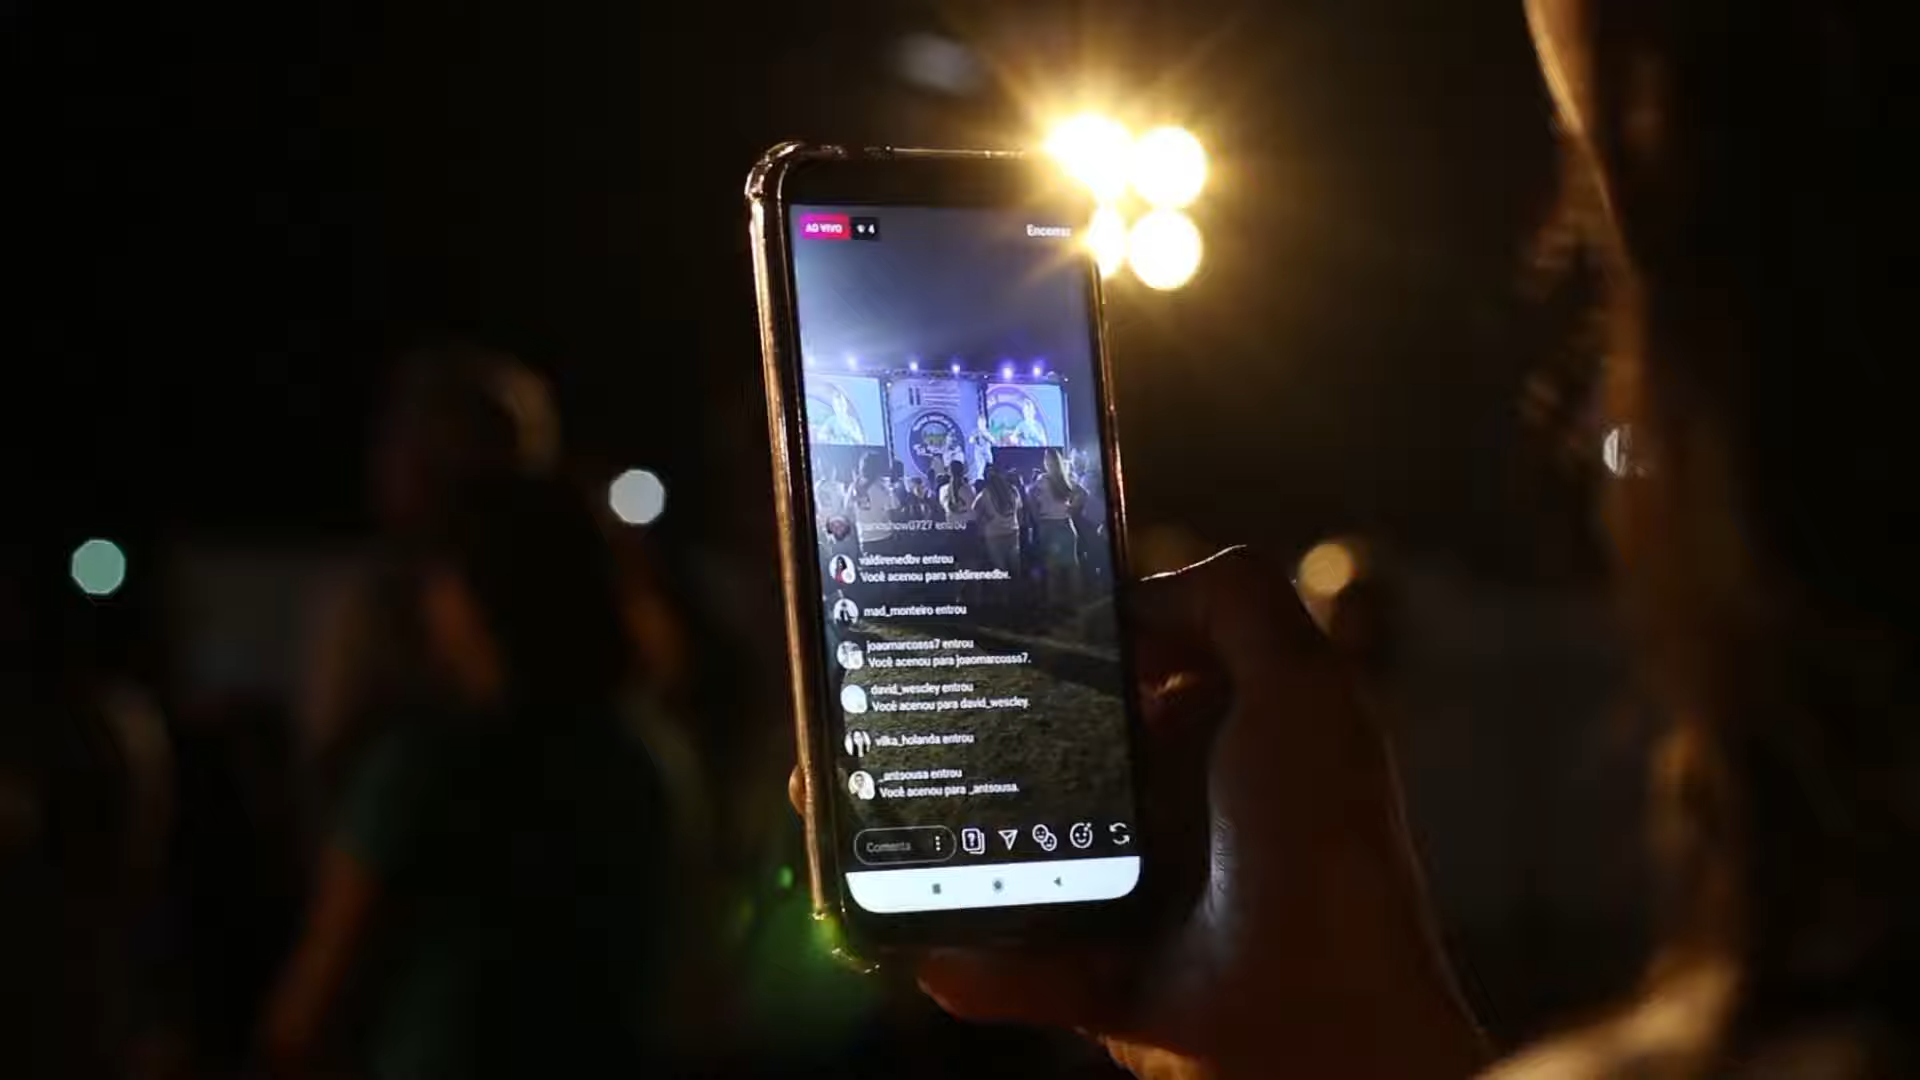 AO VIVO 4
Encerrar
valdirenedbv entrou
Você acenou para valdirenedbv.
mad_monteiro entrou
joaomarcosss7 entrou
Você acenou para joaomarcosss7.
david_wescley entrou
Você acenou para david_wescley.
vilka_holanda entrou
_antsousa entrou
Você acenou para _antsousa.
Comenta